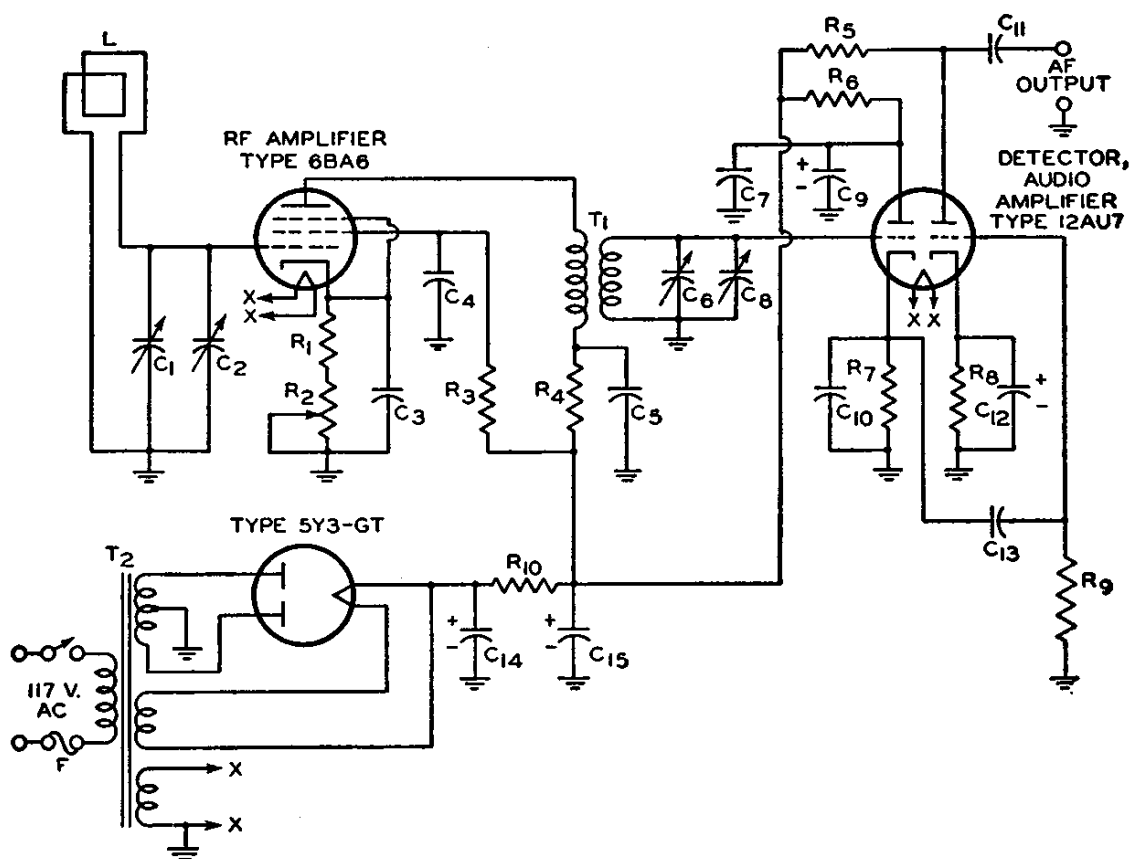 L
RF AMPLIFIER
TYPE 6BA6
R5
C11
AF
OUTPUT
R6
DETECTOR,
AUDIO
AMPLIFIER
TYPE 12AU7
+
-
C7
C9
T1
C4
C6
C8
X
X
X X
C1
C2
R1
R2
C3
R3
R4
C5
R7
C10
R8
C12
+
-
C13
R9
TYPE 5Y3-GT
T2
R10
+
-
C14
+
-
C15
117 V.
AC
F
X
X